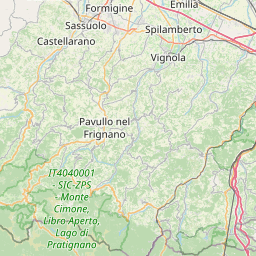 Formigine
Emilia
Sassuolo
Spilamberto
Castellarano
Vignola
Pavullo nel
Frignano
IT4040001
- SIC-ZPS
- Monte
Cimone,
Libro Aperto,
Lago di
Pratignano